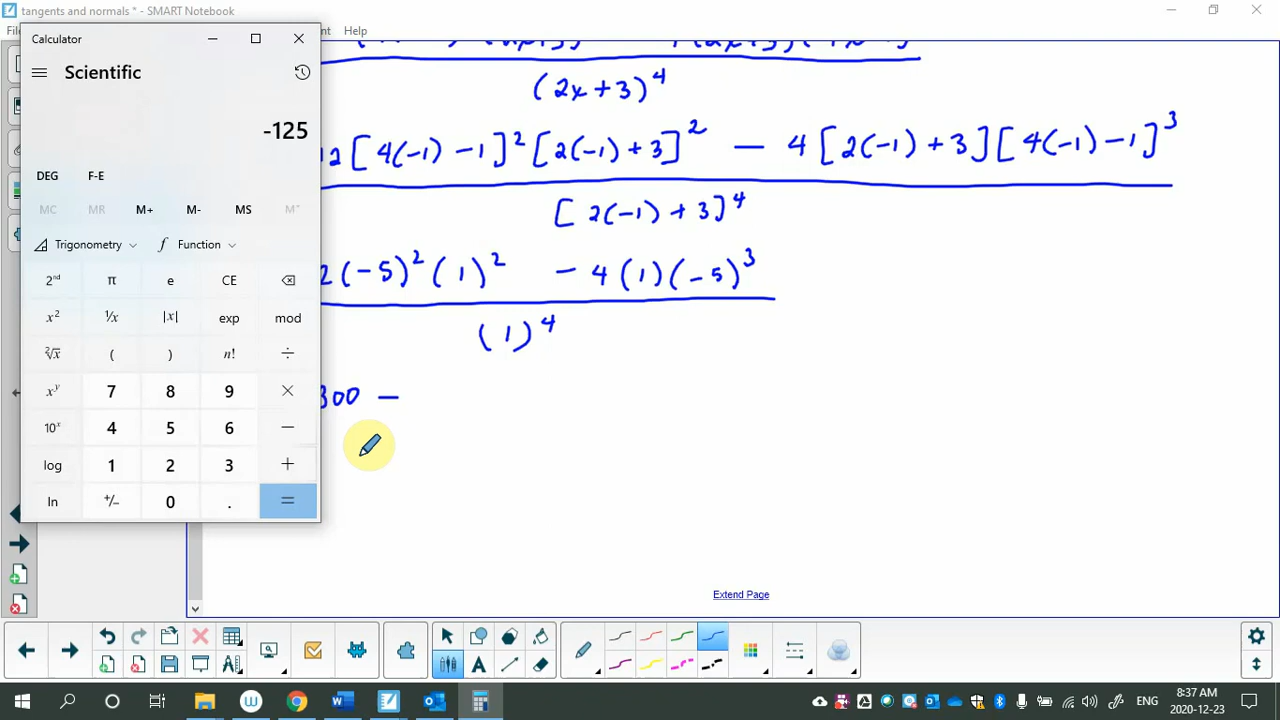 tangents and normals * - SMART Notebook
Help
Calculator
Scientific
-125
DEG F-E
MC MR M+ M- MS
Trigonometry Function
2nd π e CE
x² ¹/x |x| exp mod
( ) n! ÷
xʸ 7 8 9 ×
10ˣ 4 5 6 −
log 1 2 3 +
ln +/− 0 . =
(2x+3)⁴
12[4(-1)-1]²[2(-1)+3]² − 4[2(-1)+3][4(-1)-1]³
[2(-1)+3]⁴
2(-5)²(1)² − 4(1)(-5)³
(1)⁴
300 −
Extend Page
ENG
8:37 AM
2020-12-23